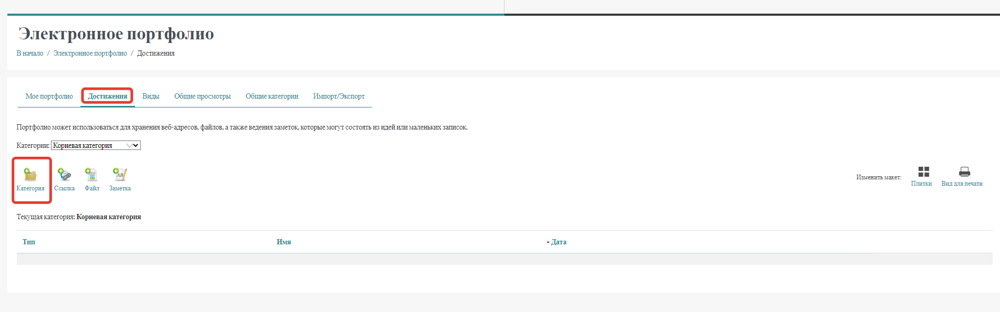 Электронное портфолио
В начало / Электронное портфолио / Достижения
Мое портфолио Достижения Виды Общие просмотры Общие категории Импорт/Экспорт
Портфолио может использоваться для хранения веб-адресов, файлов, а также ведения заметок, которые могут состоять из идей или маленьких записок.
Категории: Корневая категория
AB
Категория Ссылка Файл Заметка
Изменить макет: Плитки Вид для печати
Текущая категория: Корневая категория
Тип Имя Дата